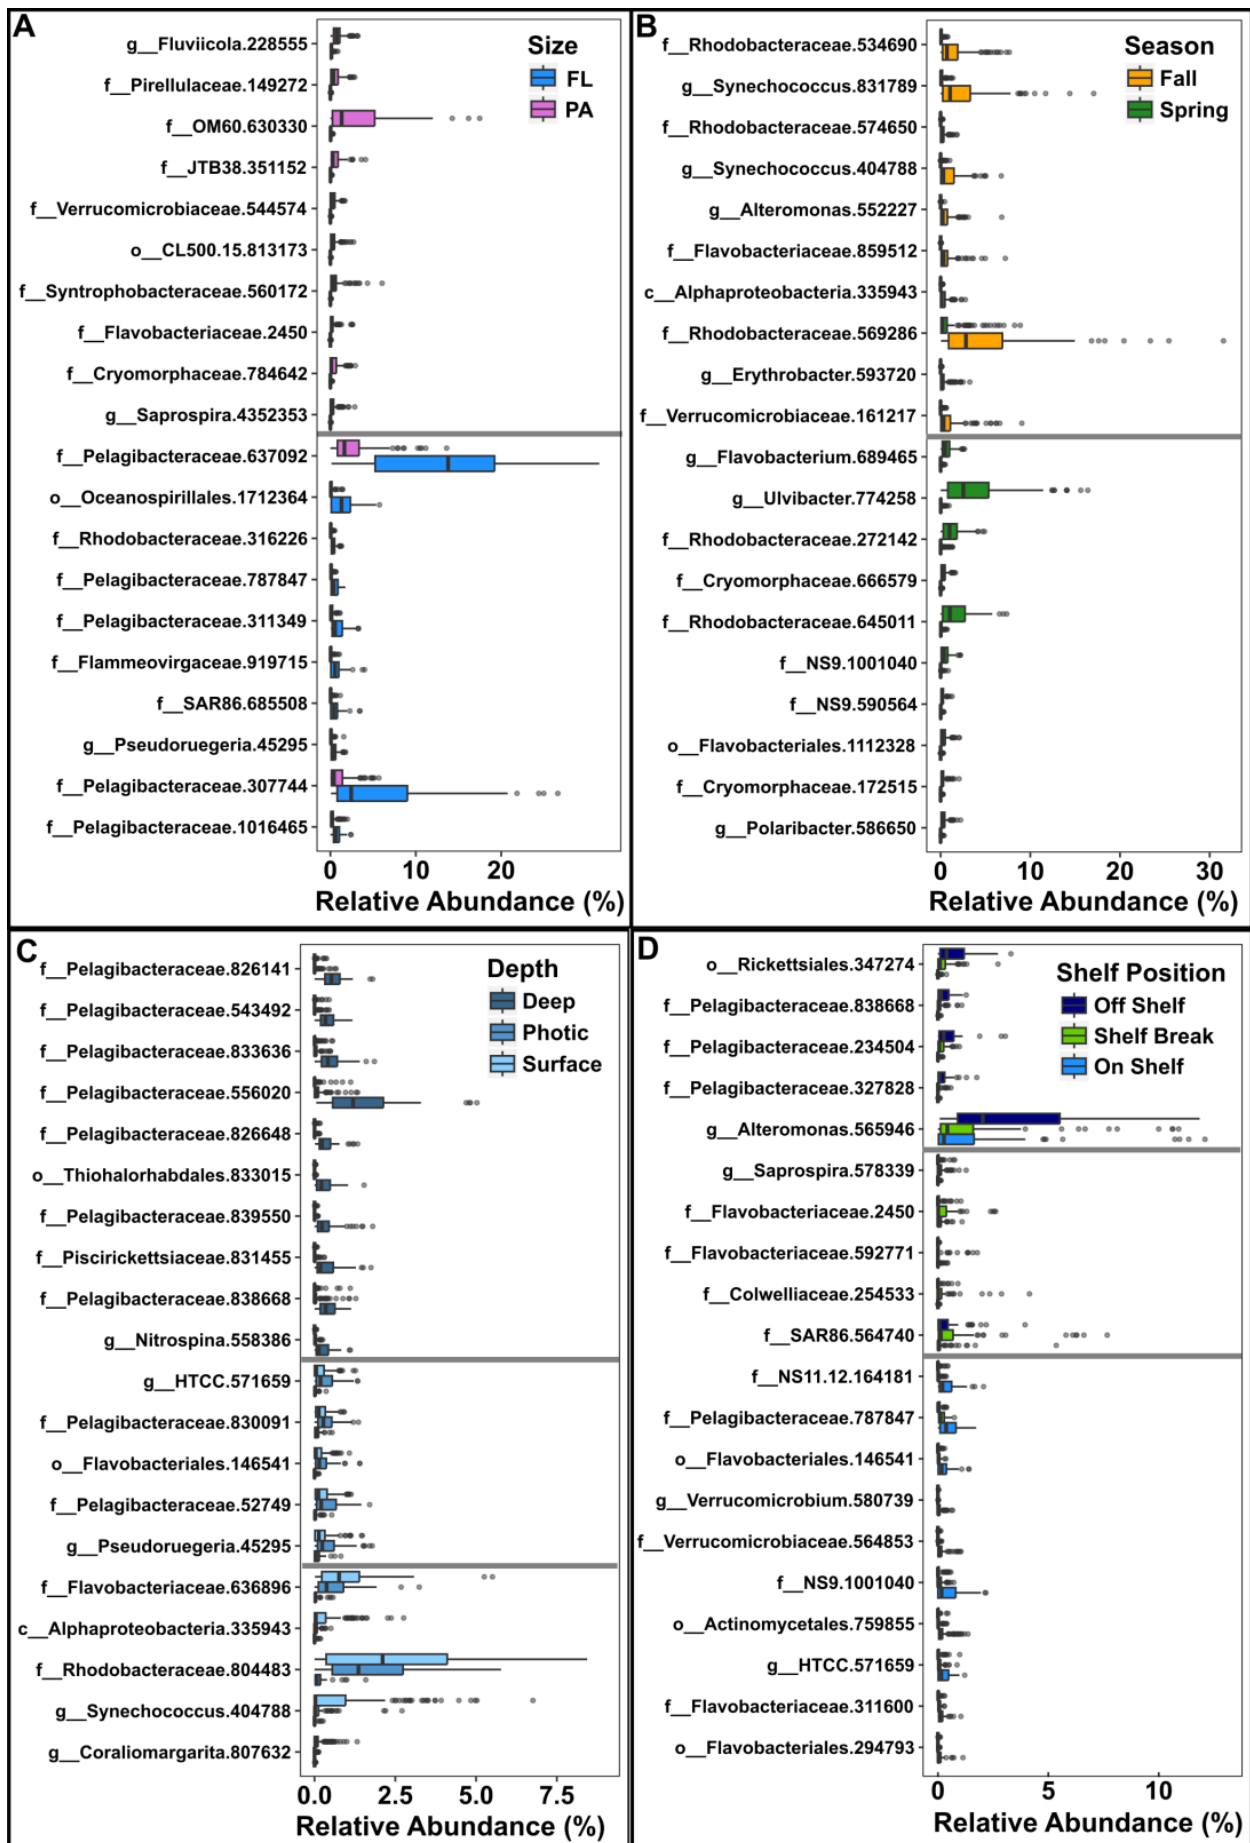 A
Size
FL
PA
g__Fluviicola.228555
f__Pirellulaceae.149272
f__OM60.630330
f__JTB38.351152
f__Verrucomicrobiaceae.544574
o__CL500.15.813173
f__Syntrophobacteraceae.560172
f__Flavobacteriaceae.2450
f__Cryomorphaceae.784642
g__Saprospira.4352353
f__Pelagibacteraceae.637092
o__Oceanospirillales.1712364
f__Rhodobacteraceae.316226
f__Pelagibacteraceae.787847
f__Pelagibacteraceae.311349
f__Flammeovirgaceae.919715
f__SAR86.685508
g__Pseudoruegeria.45295
f__Pelagibacteraceae.307744
f__Pelagibacteraceae.1016465
0 10 20
Relative Abundance (%)
B
Season
Fall
Spring
f__Rhodobacteraceae.534690
g__Synechococcus.831789
f__Rhodobacteraceae.574650
g__Synechococcus.404788
g__Alteromonas.552227
f__Flavobacteriaceae.859512
c__Alphaproteobacteria.335943
f__Rhodobacteraceae.569286
g__Erythrobacter.593720
f__Verrucomicrobiaceae.161217
g__Flavobacterium.689465
g__Ulvibacter.774258
f__Rhodobacteraceae.272142
f__Cryomorphaceae.666579
f__Rhodobacteraceae.645011
f__NS9.1001040
f__NS9.590564
o__Flavobacteriales.1112328
f__Cryomorphaceae.172515
g__Polaribacter.586650
0 10 20 30
Relative Abundance (%)
C
Depth
Deep
Photic
Surface
f__Pelagibacteraceae.826141
f__Pelagibacteraceae.543492
f__Pelagibacteraceae.833636
f__Pelagibacteraceae.556020
f__Pelagibacteraceae.826648
o__Thiohalorhabdales.833015
f__Pelagibacteraceae.839550
f__Piscirickettsiaceae.831455
f__Pelagibacteraceae.838668
g__Nitrospina.558386
g__HTCC.571659
f__Pelagibacteraceae.830091
o__Flavobacteriales.146541
f__Pelagibacteraceae.52749
g__Pseudoruegeria.45295
f__Flavobacteriaceae.636896
c__Alphaproteobacteria.335943
f__Rhodobacteraceae.804483
g__Synechococcus.404788
g__Coraliomargarita.807632
0.0 2.5 5.0 7.5
Relative Abundance (%)
D
Shelf Position
Off Shelf
Shelf Break
On Shelf
o__Rickettsiales.347274
f__Pelagibacteraceae.838668
f__Pelagibacteraceae.234504
f__Pelagibacteraceae.327828
g__Alteromonas.565946
g__Saprospira.578339
f__Flavobacteriaceae.2450
f__Flavobacteriaceae.592771
f__Colwelliaceae.254533
f__SAR86.564740
f__NS11.12.164181
f__Pelagibacteraceae.787847
o__Flavobacteriales.146541
g__Verrucomicrobium.580739
f__Verrucomicrobiaceae.564853
f__NS9.1001040
o__Actinomycetales.759855
g__HTCC.571659
f__Flavobacteriaceae.311600
o__Flavobacteriales.294793
0 5 10
Relative Abundance (%)